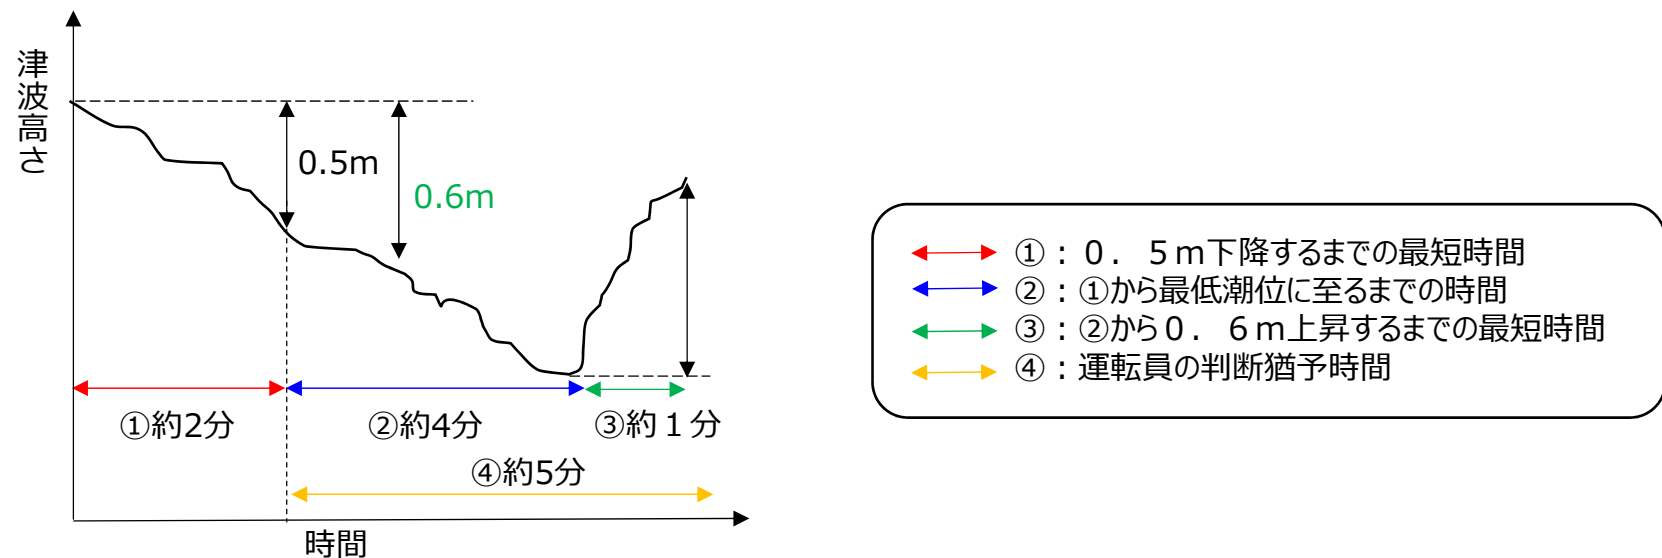 津波高さ
0.5m
0.6m
①約2分
②約4分
③約１分
④約5分
時間
①：０．５ｍ下降するまでの最短時間
②：①から最低潮位に至るまでの時間
③：②から０．６ｍ上昇するまでの最短時間
④：運転員の判断猶予時間